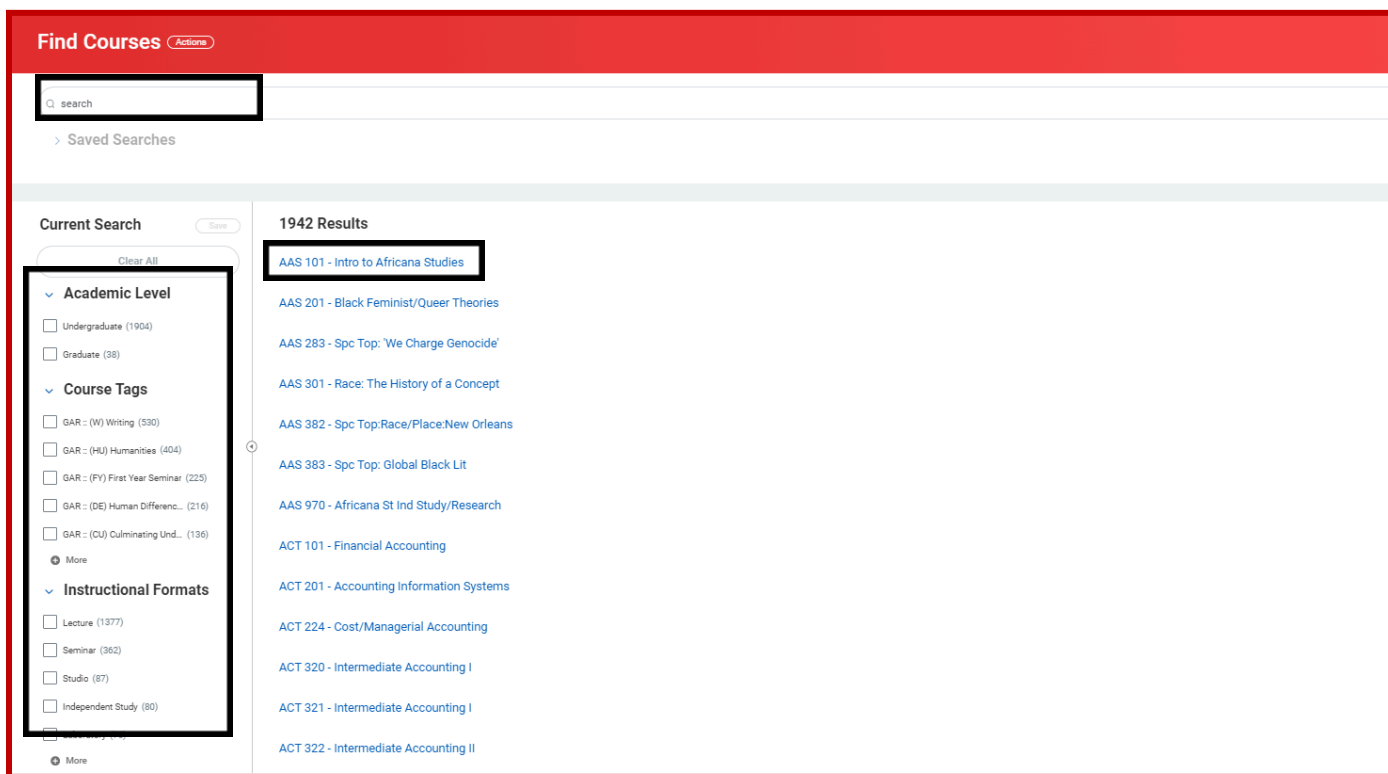 Find Courses Actions
search
Saved Searches
Current Search Save
Clear All
Academic Level
Undergraduate (1904)
Graduate (38)
Course Tags
GAR :: (W) Writing (530)
GAR :: (HU) Humanities (404)
GAR :: (FY) First Year Seminar (225)
GAR :: (DE) Human Differenc... (216)
GAR :: (CU) Culminating Und... (136)
More
Instructional Formats
Lecture (1377)
Seminar (362)
Studio (87)
Independent Study (80)
More
1942 Results
AAS 101 - Intro to Africana Studies
AAS 201 - Black Feminist/Queer Theories
AAS 283 - Spc Top: 'We Charge Genocide'
AAS 301 - Race: The History of a Concept
AAS 382 - Spc Top:Race/Place:New Orleans
AAS 383 - Spc Top: Global Black Lit
AAS 970 - Africana St Ind Study/Research
ACT 101 - Financial Accounting
ACT 201 - Accounting Information Systems
ACT 224 - Cost/Managerial Accounting
ACT 320 - Intermediate Accounting I
ACT 321 - Intermediate Accounting I
ACT 322 - Intermediate Accounting II